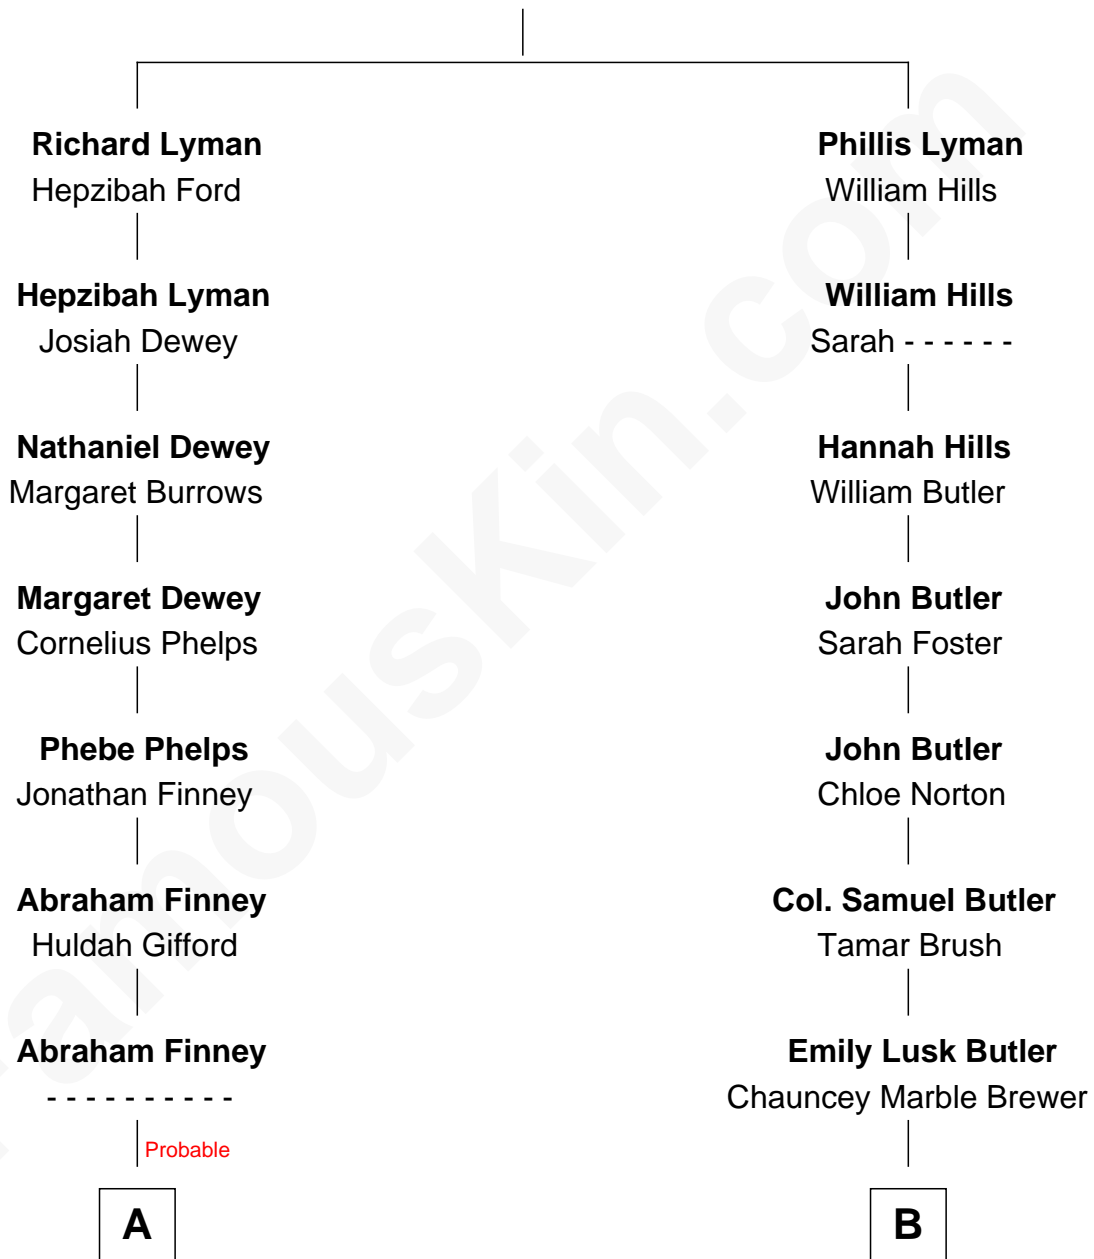 Richard Lyman
Hepzibah Ford
Phillis Lyman
William Hills
Hepzibah Lyman
Josiah Dewey
William Hills
Sarah - - - - - -
Nathaniel Dewey
Margaret Burrows
Hannah Hills
William Butler
Margaret Dewey
Cornelius Phelps
John Butler
Sarah Foster
Phebe Phelps
Jonathan Finney
John Butler
Chloe Norton
Abraham Finney
Huldah Gifford
Col. Samuel Butler
Tamar Brush
Abraham Finney
- - - - - - - - - -
Emily Lusk Butler
Chauncey Marble Brewer
Probable
A
B
FamousKin.com